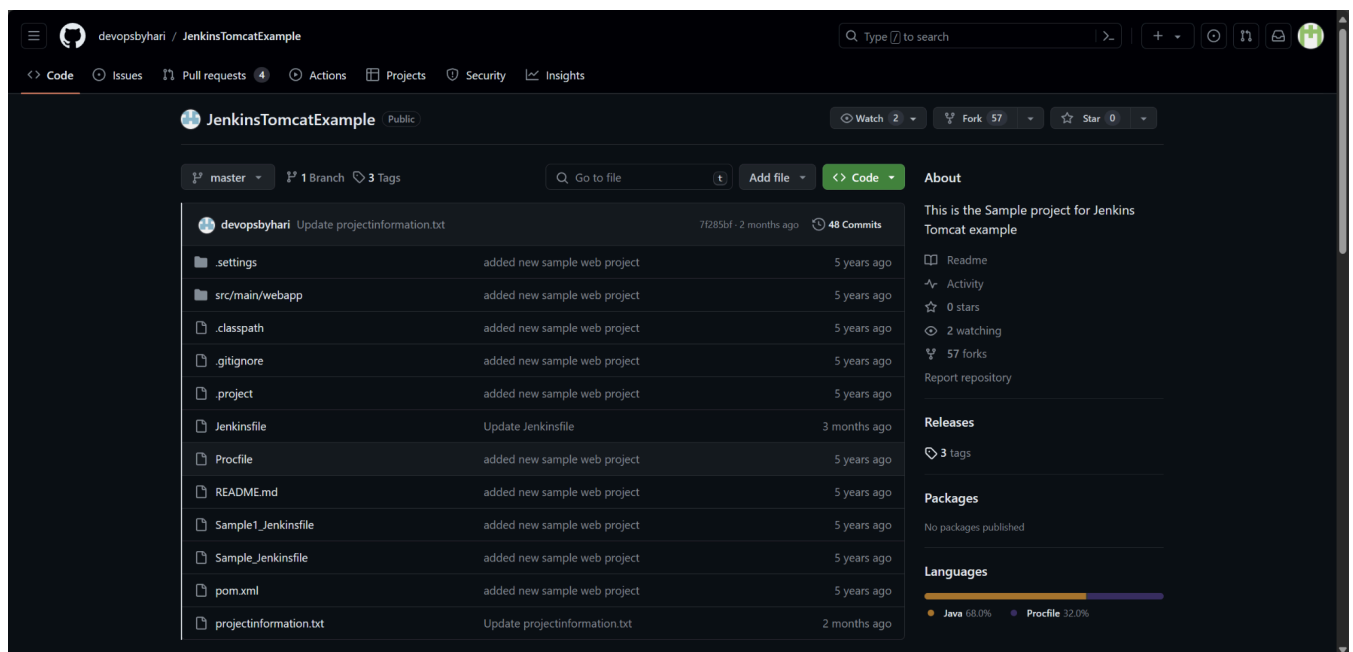 devopsbyhari / JenkinsTomcatExample
Type / to search
Code Issues Pull requests 4 Actions Projects Security Insights
JenkinsTomcatExample Public
Watch 2 Fork 57 Star 0
master 1 Branch 3 Tags Go to file t Add file Code
devopsbyhari Update projectinformation.txt 7f285bf · 2 months ago 48 Commits
.settings added new sample web project 5 years ago
src/main/webapp added new sample web project 5 years ago
.classpath added new sample web project 5 years ago
.gitignore added new sample web project 5 years ago
.project added new sample web project 5 years ago
Jenkinsfile Update Jenkinsfile 3 months ago
Procfile added new sample web project 5 years ago
README.md added new sample web project 5 years ago
Sample1_Jenkinsfile added new sample web project 5 years ago
Sample_Jenkinsfile added new sample web project 5 years ago
pom.xml added new sample web project 5 years ago
projectinformation.txt Update projectinformation.txt 2 months ago
About
This is the Sample project for Jenkins
Tomcat example
Readme
Activity
0 stars
2 watching
57 forks
Report repository
Releases
3 tags
Packages
No packages published
Languages
Java 68.0% Procfile 32.0%